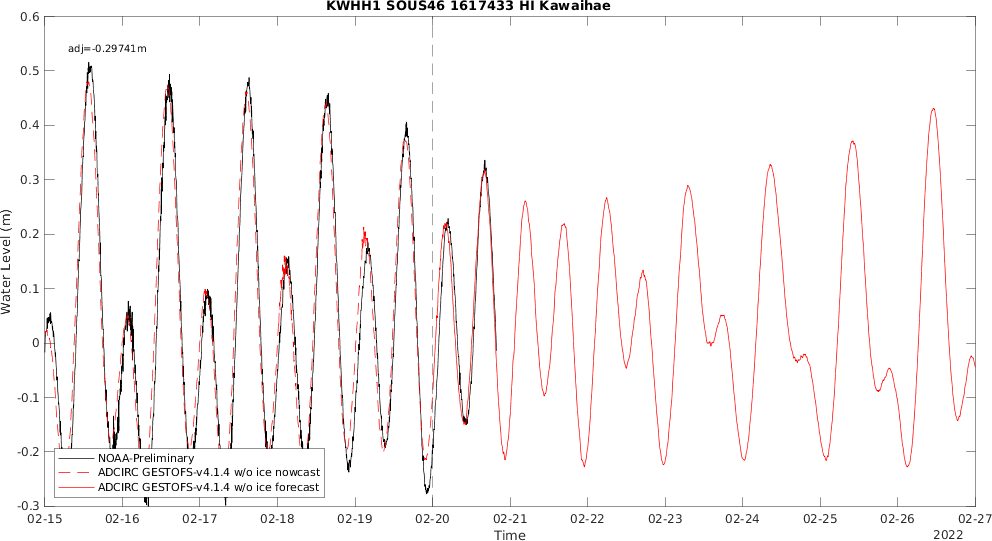 KWHH1 SOUS46 1617433 HI Kawaihae
adj=-0.29741m
0.6
0.5
0.4
0.3
0.2
0.1
0
-0.1
-0.2
-0.3
Water Level (m)
NOAA-Preliminary
ADCIRC GESTOFS-v4.1.4 w/o ice nowcast
ADCIRC GESTOFS-v4.1.4 w/o ice forecast
02-15 02-16 02-17 02-18 02-19 02-20 02-21 02-22 02-23 02-24 02-25 02-26 02-27
Time
2022